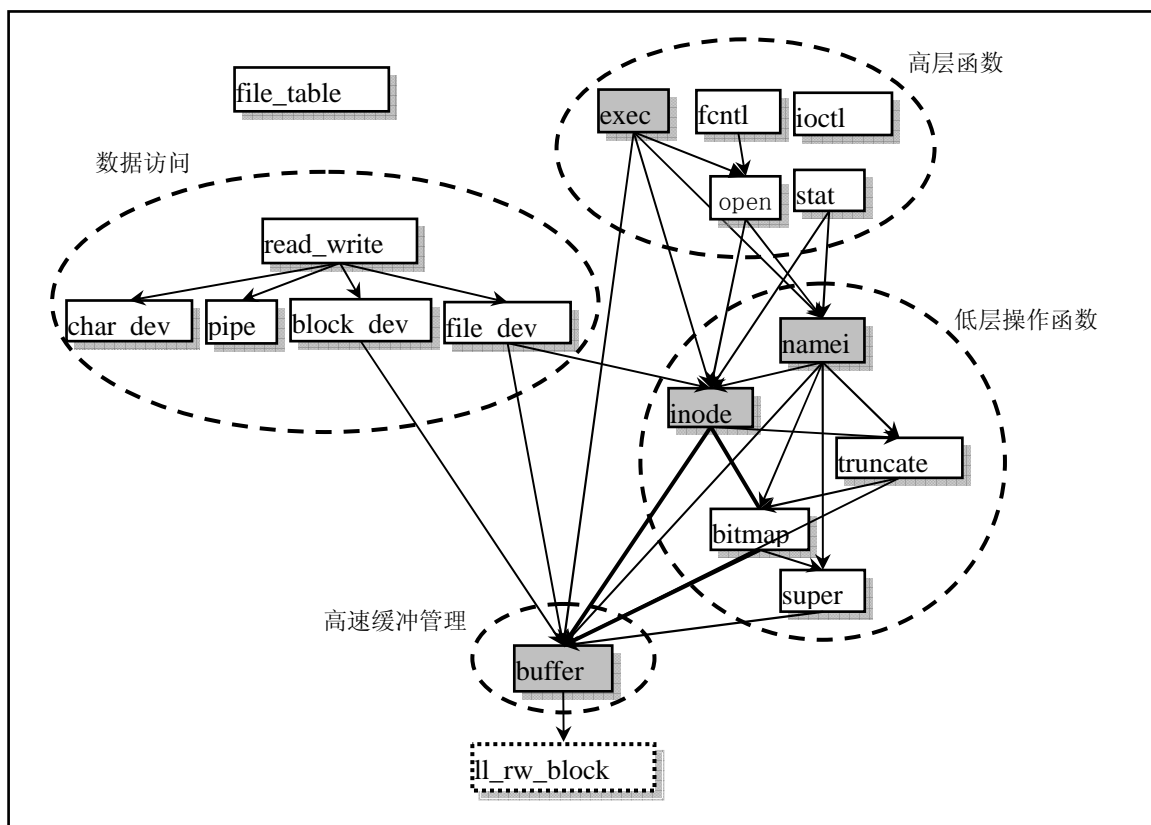 高层函数
file_table
exec
fcntl
ioctl
数据访问
open
stat
read_write
char_dev
pipe
block_dev
file_dev
低层操作函数
namei
inode
truncate
bitmap
super
高速缓冲管理
buffer
ll_rw_block